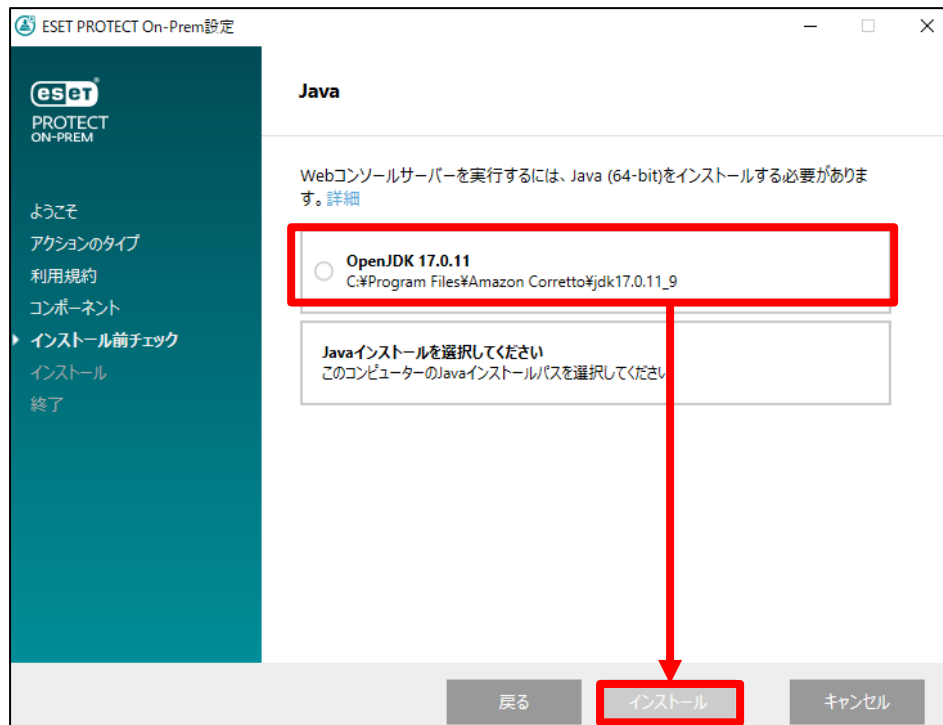 ESET PROTECT On-Prem設定
eset
PROTECT
ON-PREM
ようこそ
アクションのタイプ
利用規約
コンポーネント
インストール前チェック
インストール
終了
Java
Webコンソールサーバーを実行するには、Java (64-bit)をインストールする必要がありま
す。詳細
OpenJDK 17.0.11
C:¥Program Files¥Amazon Corretto¥jdk17.0.11_9
Javaインストールを選択してください
このコンピューターのJavaインストールパスを選択してください
戻る
インストール
キャンセル